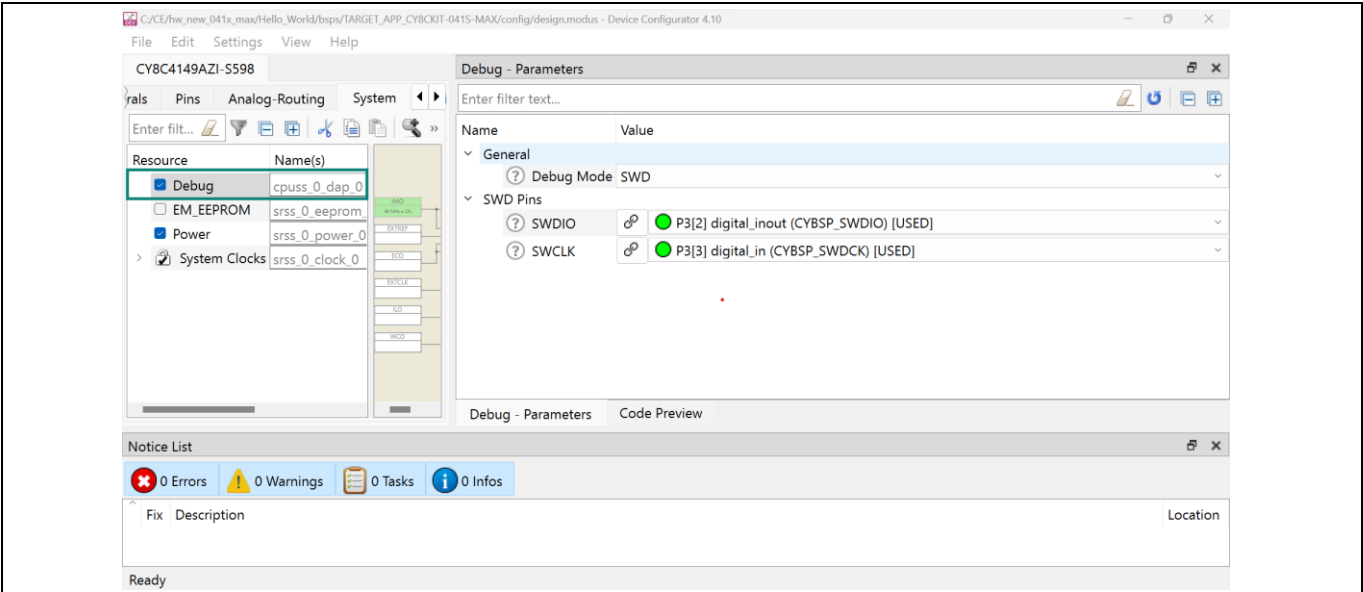 C:/CE/hw_new_041x_max/Hello_World/bsps/TARGET_APP_CY8CKIT-041S-MAX/config/design.modus - Device Configurator 4.10
File Edit Settings View Help
CY8C4149AZI-S598
rals Pins Analog-Routing System
Enter filt... »
Resource Name(s)
Debug cpuss_0_dap_0
EM_EEPROM srss_0_eeprom_
Power srss_0_power_0
System Clocks srss_0_clock_0
IMO
EXTREF
ECO
EXTCLK
ILO
WCO
Debug - Parameters
Enter filter text...
Name Value
General
Debug Mode SWD
SWD Pins
SWDIO P3[2] digital_inout (CYBSP_SWDIO) [USED]
SWCLK P3[3] digital_in (CYBSP_SWDCK) [USED]
Debug - Parameters Code Preview
Notice List
0 Errors 0 Warnings 0 Tasks 0 Infos
Fix Description Location
Ready